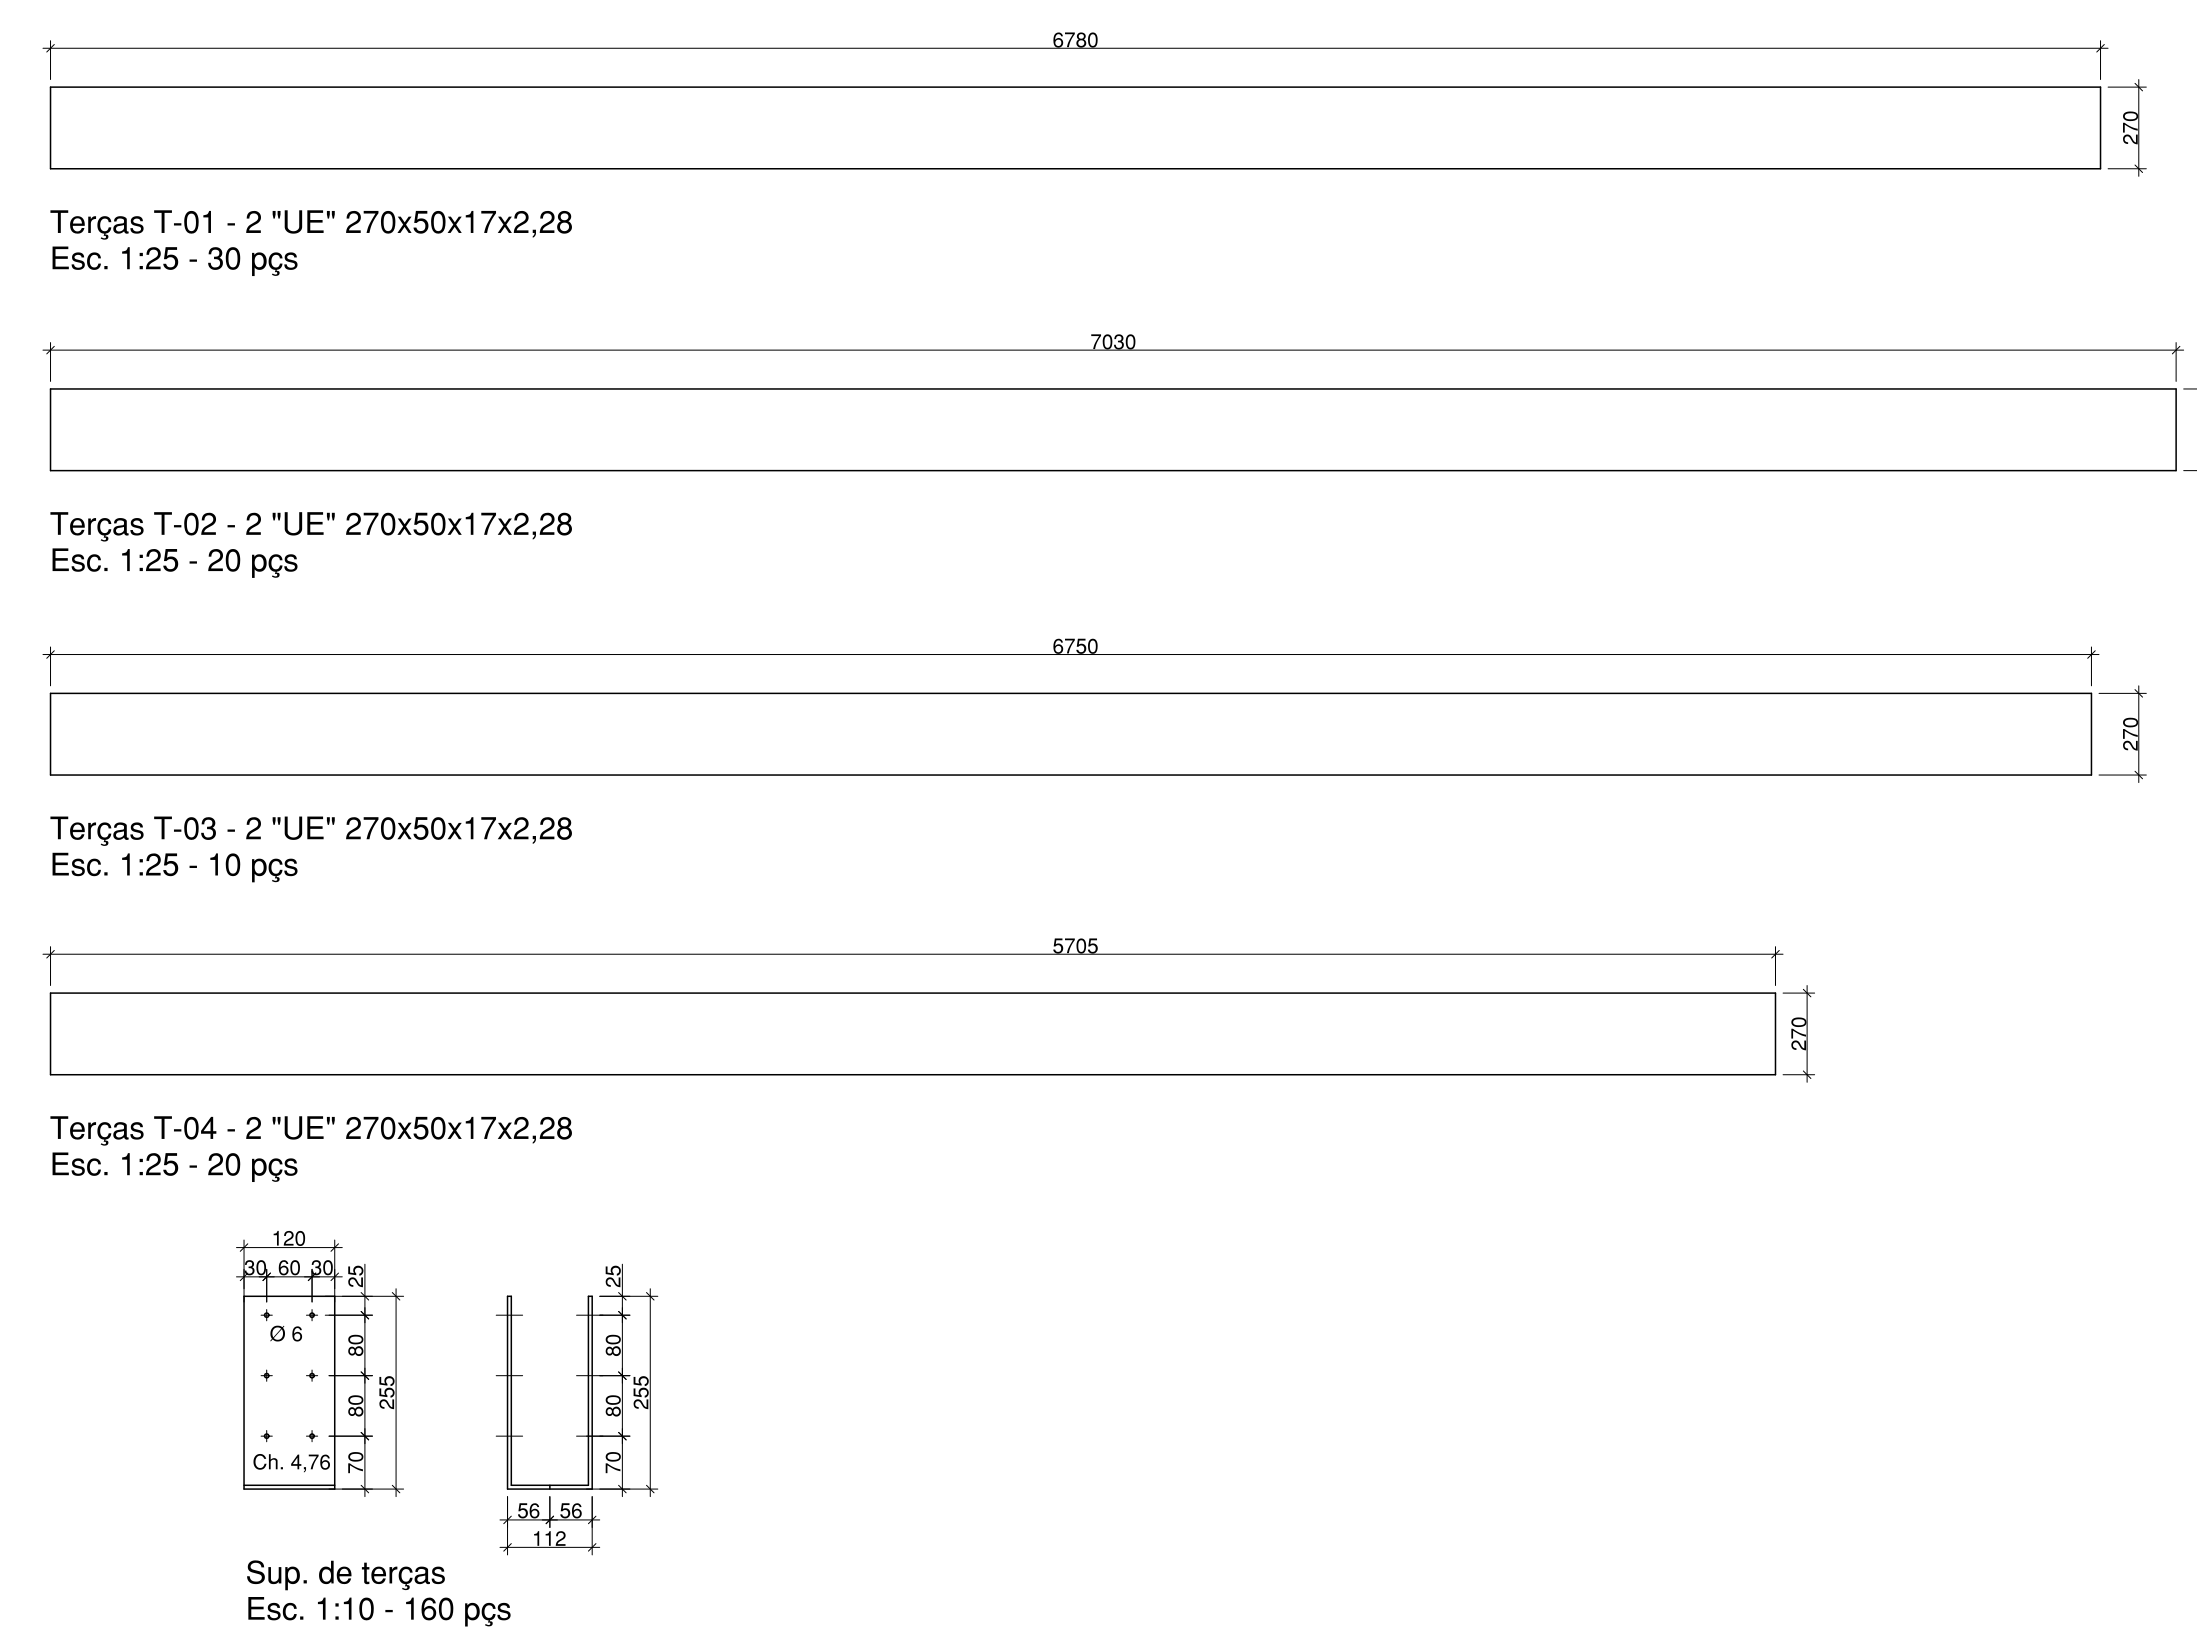 6780
270
Terças T-01 - 2 "UE" 270x50x17x2,28
Esc. 1:25 - 30 pçs
7030
Terças T-02 - 2 "UE" 270x50x17x2,28
Esc. 1:25 - 20 pçs
6750
270
Terças T-03 - 2 "UE" 270x50x17x2,28
Esc. 1:25 - 10 pçs
5705
270
Terças T-04 - 2 "UE" 270x50x17x2,28
Esc. 1:25 - 20 pçs
120
30 60 30
25
Ø 6
80
80
255
Ch. 4,76
70
25
80
80
255
70
56 56
112
Sup. de terças
Esc. 1:10 - 160 pçs